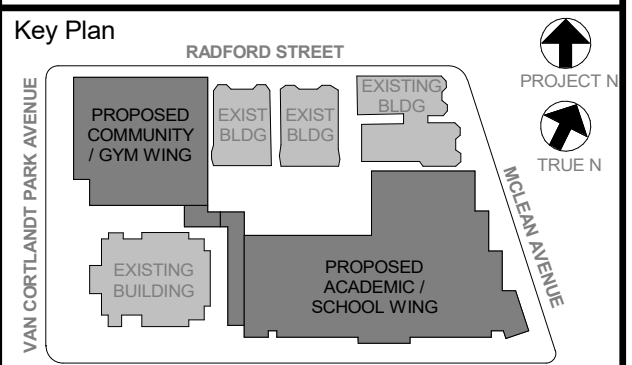 Key Plan
RADFORD STREET
PROJECT N
TRUE N
VAN CORTLANDT PARK AVENUE
PROPOSED
COMMUNITY
/ GYM WING
EXIST
BLDG
EXIST
BLDG
EXISTING
BLDG
MCLEAN AVENUE
EXISTING
BUILDING
PROPOSED
ACADEMIC /
SCHOOL WING